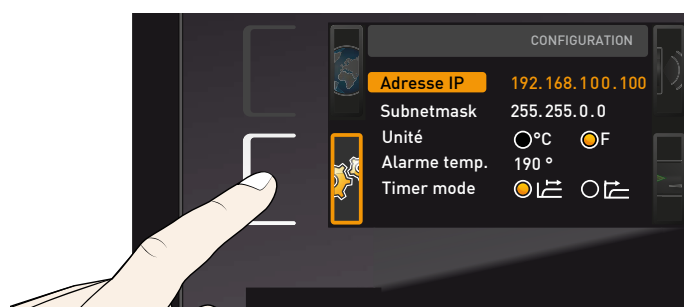 CONFIGURATION
Adresse IP 192.168.100.100
Subnetmask 255.255.0.0
Unité °C F
Alarme temp. 190 °
Timer mode